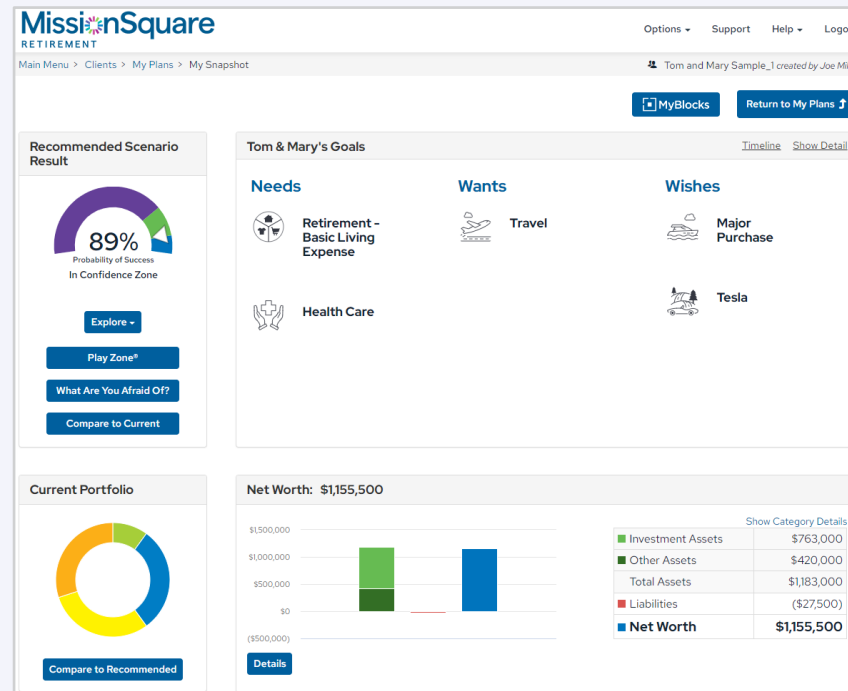 MissionSquare
RETIREMENT
Options Support Help
Main Menu > Clients > My Plans > My Snapshot
Tom and Mary Sample_1 created by Joe
MyBlocks
Return to My Plans
Recommended Scenario
Result
89%
Probability of Success
In Confidence Zone
Explore
Play Zone®
What Are You Afraid Of?
Compare to Current
Tom & Mary's Goals
Timeline Show Detail
Needs
Wants
Wishes
Retirement -
Basic Living
Expense
Travel
Major
Purchase
Health Care
Tesla
Current Portfolio
Compare to Recommended
Net Worth: $1,155,500
$1,500,000
$1,000,000
$500,000
$0
($500,000)
Details
Show Category Details
Investment Assets $763,000
Other Assets $420,000
Total Assets $1,183,000
Liabilities ($27,500)
Net Worth $1,155,500